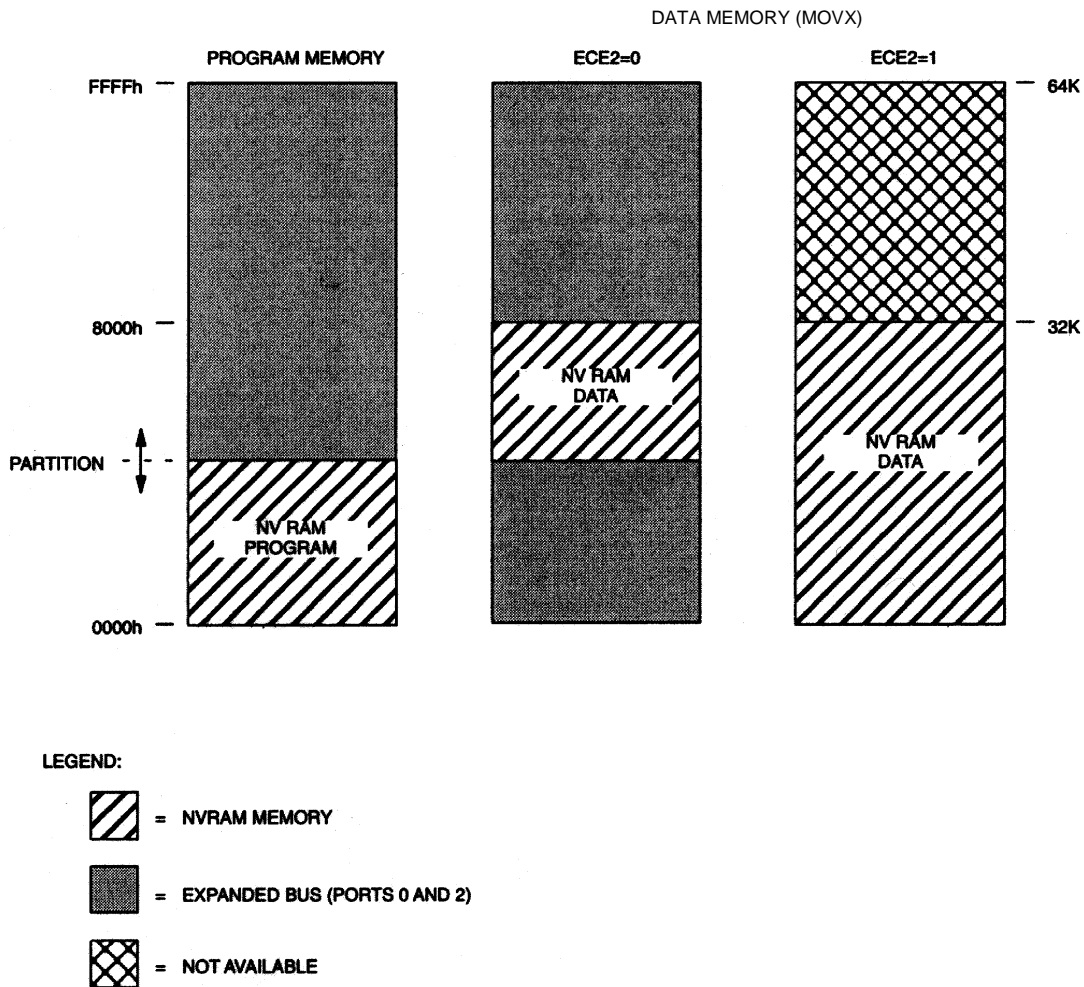 DATA MEMORY (MOVX)
PROGRAM MEMORY
ECE2=0
ECE2=1
FFFFh
64K
8000h
32K
NV RAM
DATA
PARTITION
NV RAM
DATA
NV RAM
PROGRAM
0000h
LEGEND:
= NVRAM MEMORY
= EXPANDED BUS (PORTS 0 AND 2)
= NOT AVAILABLE